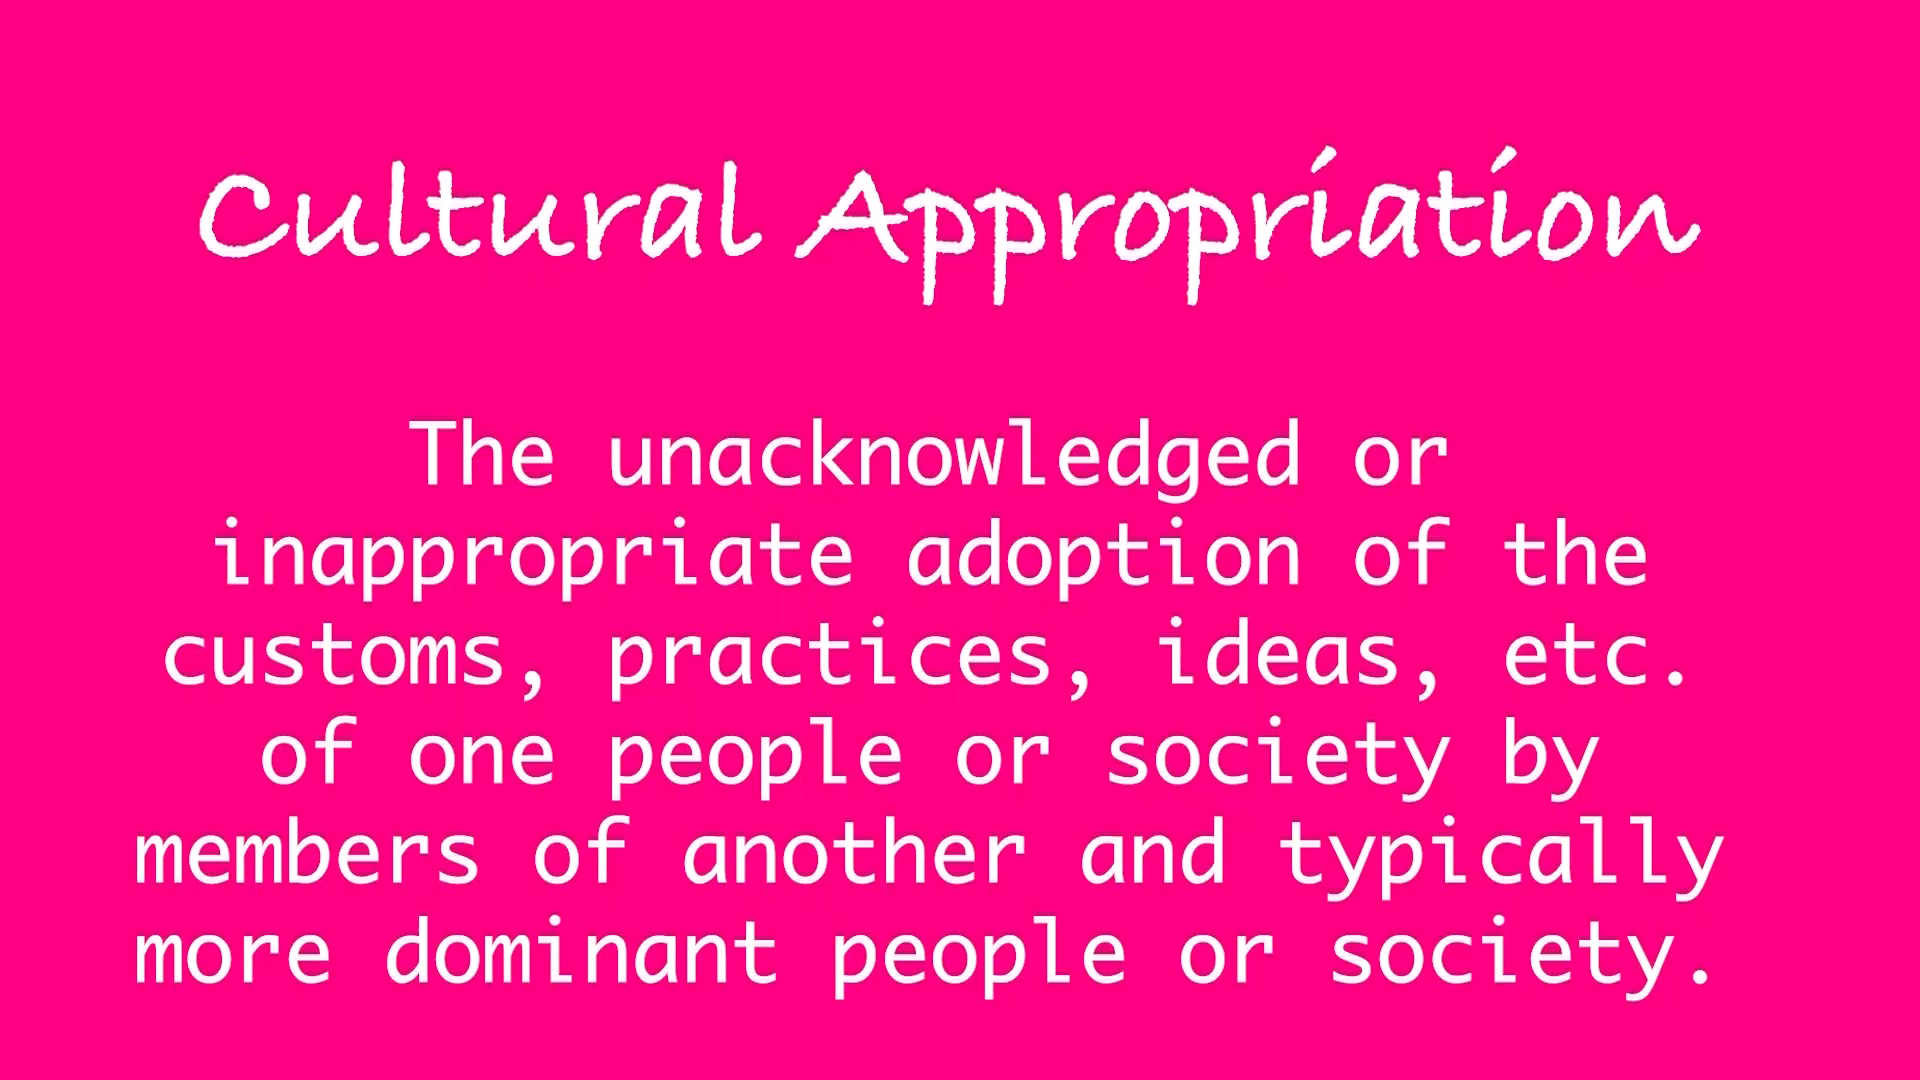 Cultural Appropriation
The unacknowledged or
inappropriate adoption of the
customs, practices, ideas, etc.
of one people or society by
members of another and typically
more dominant people or society.